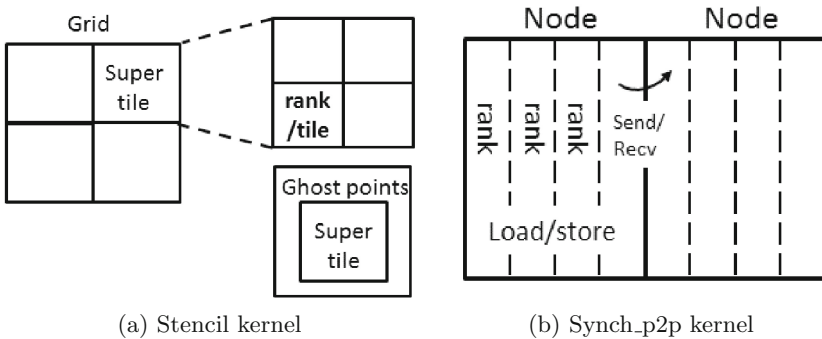 Grid
Super
tile
rank
/tile
Ghost points
Super
tile
(a) Stencil kernel
Node
Node
rank
rank
rank
Send/
Recv
Load/store
(b) Synch_p2p kernel